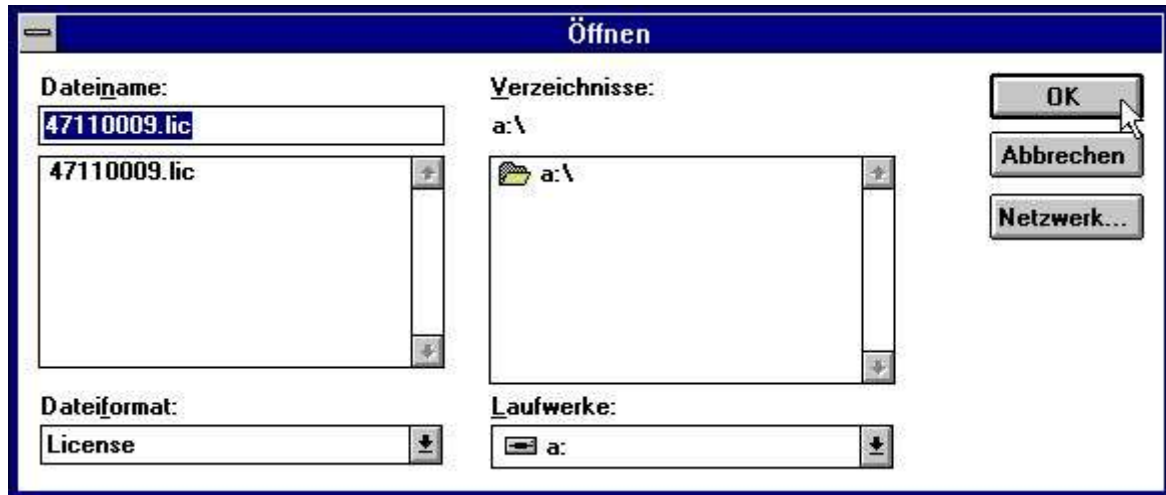 Öffnen
Dateiname:
47110009.lic
47110009.lic
Dateiformat:
License
Verzeichnisse:
a:\
a:\
Laufwerke:
a:
OK
Abbrechen
Netzwerk...